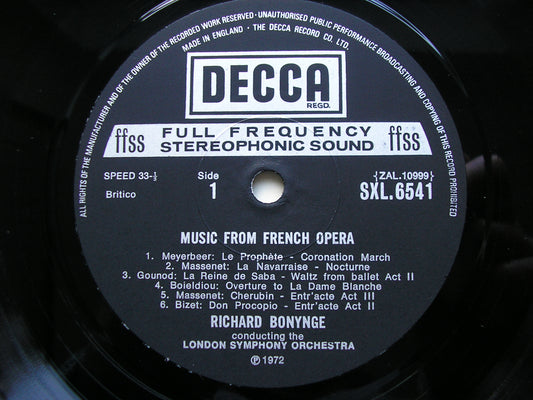 ALL RIGHTS OF THE MANUFACTURER AND OF THE OWNER OF THE RECORDED WORK RESERVED - UNAUTHORISED PUBLIC PERFORMANCE BROADCASTING AND COPYING OF THIS RECORD PROHIBITED
MADE IN ENGLAND - THE DECCA RECORD CO. LTD.
DECCA
REGD.
ffss FULL FREQUENCY ffss
STEREOPHONIC SOUND
SPEED 33-⅓ Side {ZAL.10999}
Britico 1 SXL.6541
MUSIC FROM FRENCH OPERA
1. Meyerbeer: Le Prophète - Coronation March
2. Massenet: La Navarraise - Nocturne
3. Gounod: La Reine de Saba - Waltz from ballet Act II
4. Boieldiou: Overture to La Dame Blanche
5. Massenet: Cherubin - Entr'acte Act III
6. Bizet: Don Procopio - Entr'acte Act II
RICHARD BONYNGE
conducting the
LONDON SYMPHONY ORCHESTRA
℗ 1972